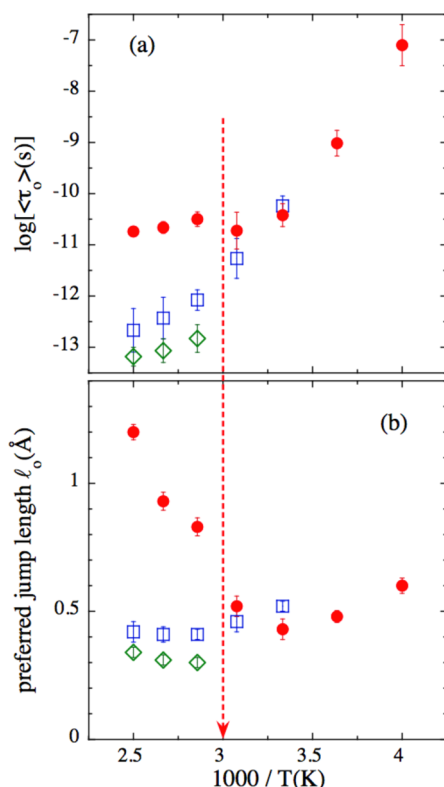 (a)
log[<τₒ>(s)]
-7
-8
-9
-10
-11
-12
-13
(b)
preferred jump length ℓₒ(Å)
1
0.5
0
2.5
3
3.5
4
1000 / T(K)